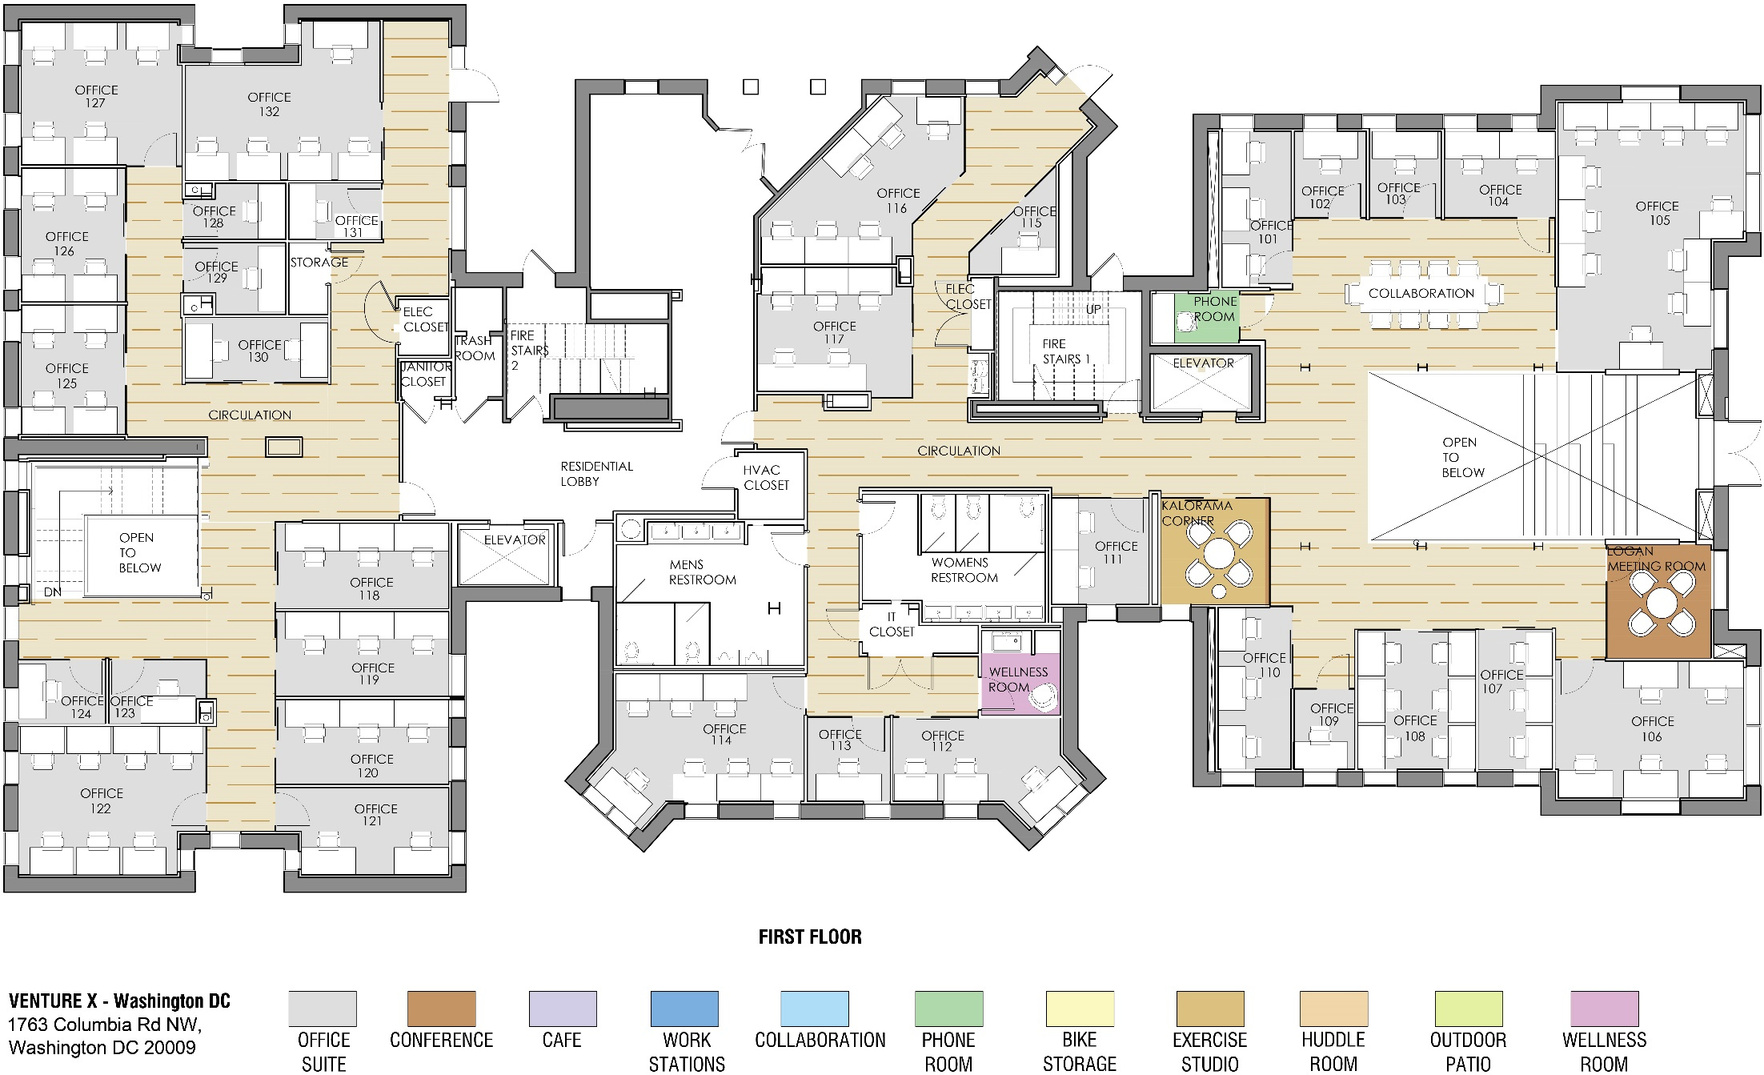 OFFICE
127
OFFICE
132
OFFICE
126
OFFICE
128
OFFICE
131
OFFICE
129
STORAGE
OFFICE
125
OFFICE
130
ELEC
CLOSET
JANITOR
CLOSET
TRASH
ROOM
FIRE
STAIRS
2
CIRCULATION
OPEN
TO
BELOW
DN
RESIDENTIAL
LOBBY
HVAC
CLOSET
ELEVATOR
OFFICE
118
OFFICE
119
OFFICE
124
OFFICE
123
OFFICE
120
OFFICE
122
OFFICE
121
OFFICE
116
OFFICE
115
OFFICE
117
ELEC
CLOSET
UP
FIRE
STAIRS 1
PHONE
ROOM
ELEVATOR
CIRCULATION
MENS
RESTROOM
WOMENS
RESTROOM
IT
CLOSET
WELLNESS
ROOM
OFFICE
114
OFFICE
113
OFFICE
112
OFFICE
111
KALORAMA
CORNER
OFFICE
101
OFFICE
102
OFFICE
103
OFFICE
104
OFFICE
105
COLLABORATION
OPEN
TO
BELOW
LOGAN
MEETING ROOM
OFFICE
110
OFFICE
109
OFFICE
108
OFFICE
107
OFFICE
106
FIRST FLOOR
VENTURE X - Washington DC
1763 Columbia Rd NW,
Washington DC 20009
OFFICE
SUITE
CONFERENCE
CAFE
WORK
STATIONS
COLLABORATION
PHONE
ROOM
BIKE
STORAGE
EXERCISE
STUDIO
HUDDLE
ROOM
OUTDOOR
PATIO
WELLNESS
ROOM